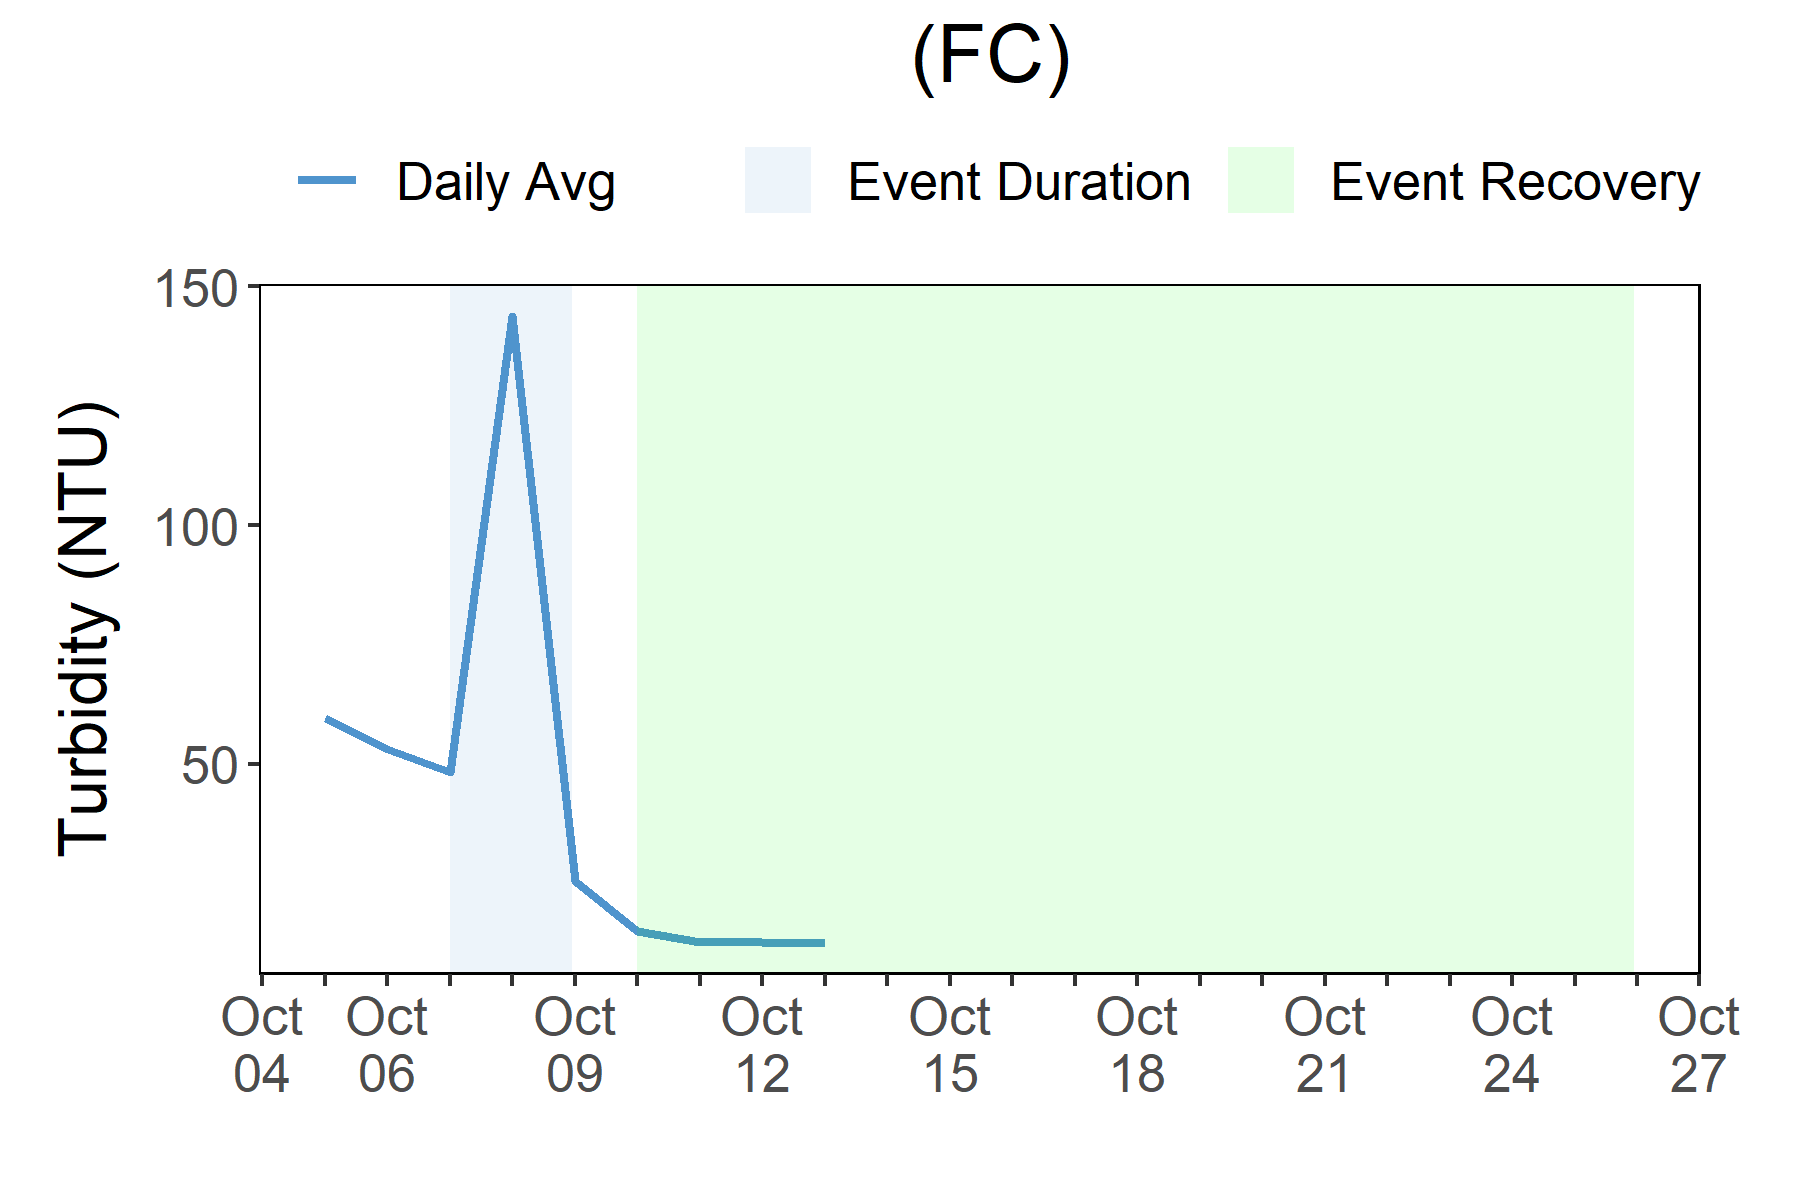 (FC)
Daily Avg Event Duration Event Recovery
150
100
50
Turbidity (NTU)
Oct Oct Oct Oct Oct Oct Oct Oct Oct
04 06 09 12 15 18 21 24 27